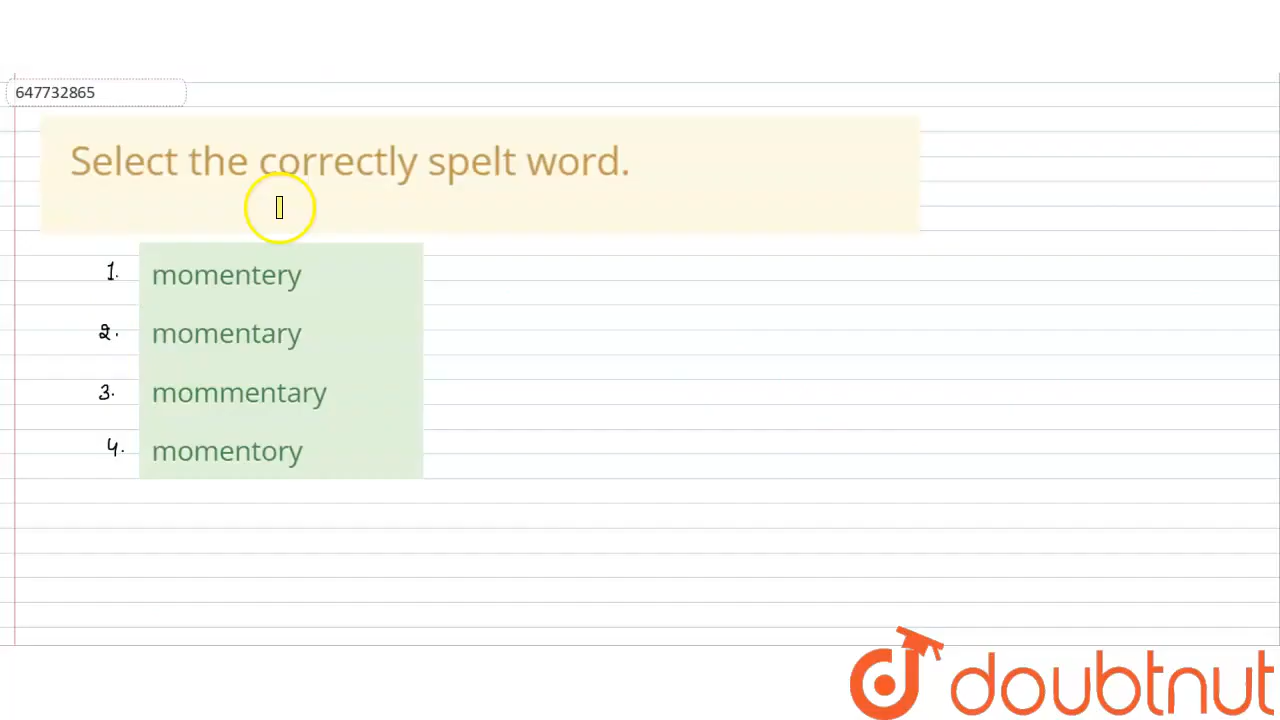 647732865
Select the correctly spelt word.
1. momentery
2. momentary
3. mommentary
4. momentory
doubtnut